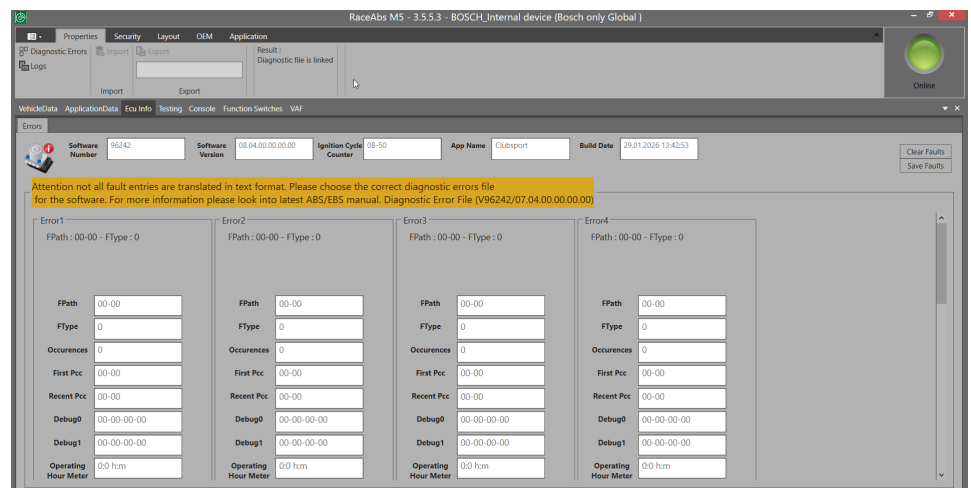 RaceAbs M5 - 3.5.5.3 - BOSCH_Internal device (Bosch only Global )
Properties Security Layout OEM Application
Diagnostic Errors Import Export
Logs
Result :
Diagnostic file is linked
Import Export
Online
VehicleData ApplicationData Ecu Info Testing Console Function Switches VAF
Errors
Software Number 96242 Software Version 08.04.00.00.00.00 Ignition Cycle Counter 0B-50 App Name Clubsport Build Date 29.01.2026 13:42:53
Clear Faults
Save Faults
Attention not all fault entries are translated in text format. Please choose the correct diagnostic errors file
for the software. For more information please look into latest ABS/EBS manual. Diagnostic Error File (V96242/07.04.00.00.00.00)
Error1 Error2 Error3 Error4
FPath : 00-00 - FType : 0 FPath : 00-00 - FType : 0 FPath : 00-00 - FType : 0 FPath : 00-00 - FType : 0
FPath 00-00 FPath 00-00 FPath 00-00 FPath 00-00
FType 0 FType 0 FType 0 FType 0
Occurences 0 Occurences 0 Occurences 0 Occurences 0
First Pcc 00-00 First Pcc 00-00 First Pcc 00-00 First Pcc 00-00
Recent Pcc 00-00 Recent Pcc 00-00 Recent Pcc 00-00 Recent Pcc 00-00
Debug0 00-00-00-00 Debug0 00-00-00-00 Debug0 00-00-00-00 Debug0 00-00-00-00
Debug1 00-00-00-00 Debug1 00-00-00-00 Debug1 00-00-00-00 Debug1 00-00-00-00
Operating Hour Meter 0:0 h:m Operating Hour Meter 0:0 h:m Operating Hour Meter 0:0 h:m Operating Hour Meter 0:0 h:m